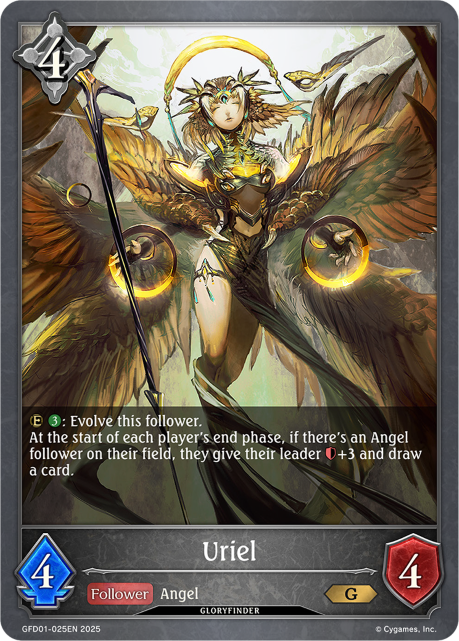 4
E 3: Evolve this follower.
At the start of each player's end phase, if there's an Angel
follower on their field, they give their leader +3 and draw
a card.
Uriel
4
Follower Angel
G
4
GLORYFINDER
GFD01-025EN 2025
© Cygames, Inc.